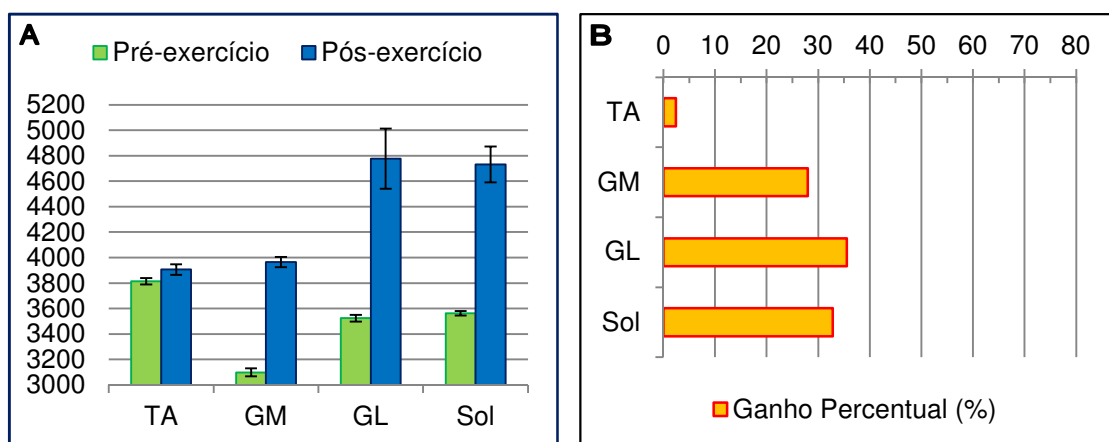 A
Pré-exercício Pós-exercício
5200
5000
4800
4600
4400
4200
4000
3800
3600
3400
3200
3000
TA GM GL Sol
B
0 10 20 30 40 50 60 70 80
TA
GM
GL
Sol
Ganho Percentual (%)